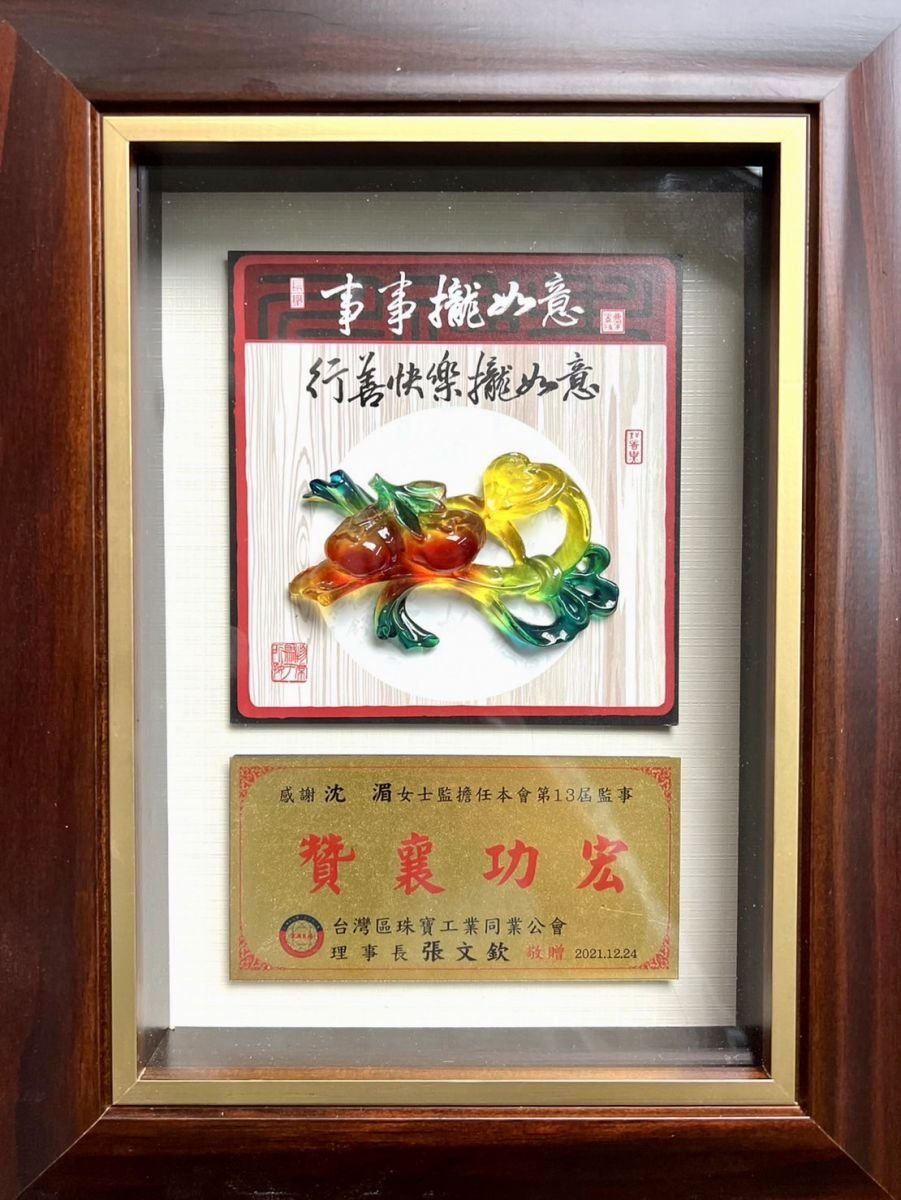 事事攏如意
行善快樂攏如意
感謝 沈 湄女士監擔任本會第13屆監事
贊襄功宏
台灣區珠寶工業同業公會
理事長 張文欽 敬贈 2021.12.24